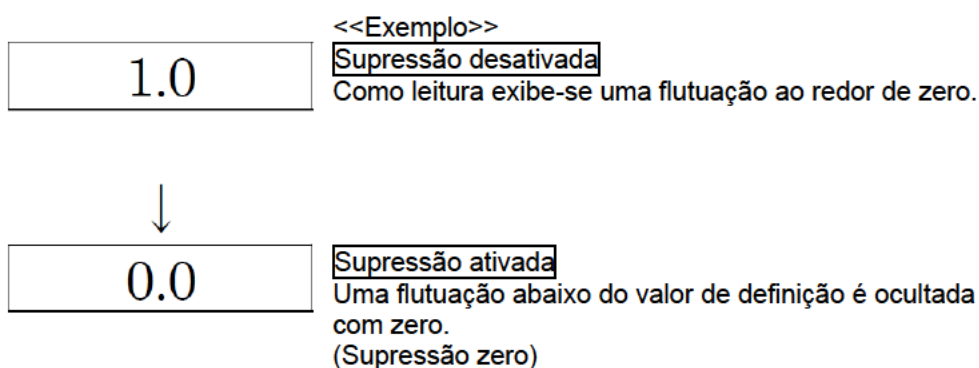 <<Exemplo>>
1.0
Supressão desativada
Como leitura exibe-se uma flutuação ao redor de zero.
↓
0.0
Supressão ativada
Uma flutuação abaixo do valor de definição é ocultada
com zero.
(Supressão zero)